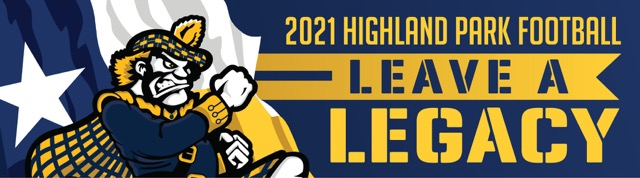 2021 HIGHLAND PARK FOOTBALL
LEAVE A
LEGACY